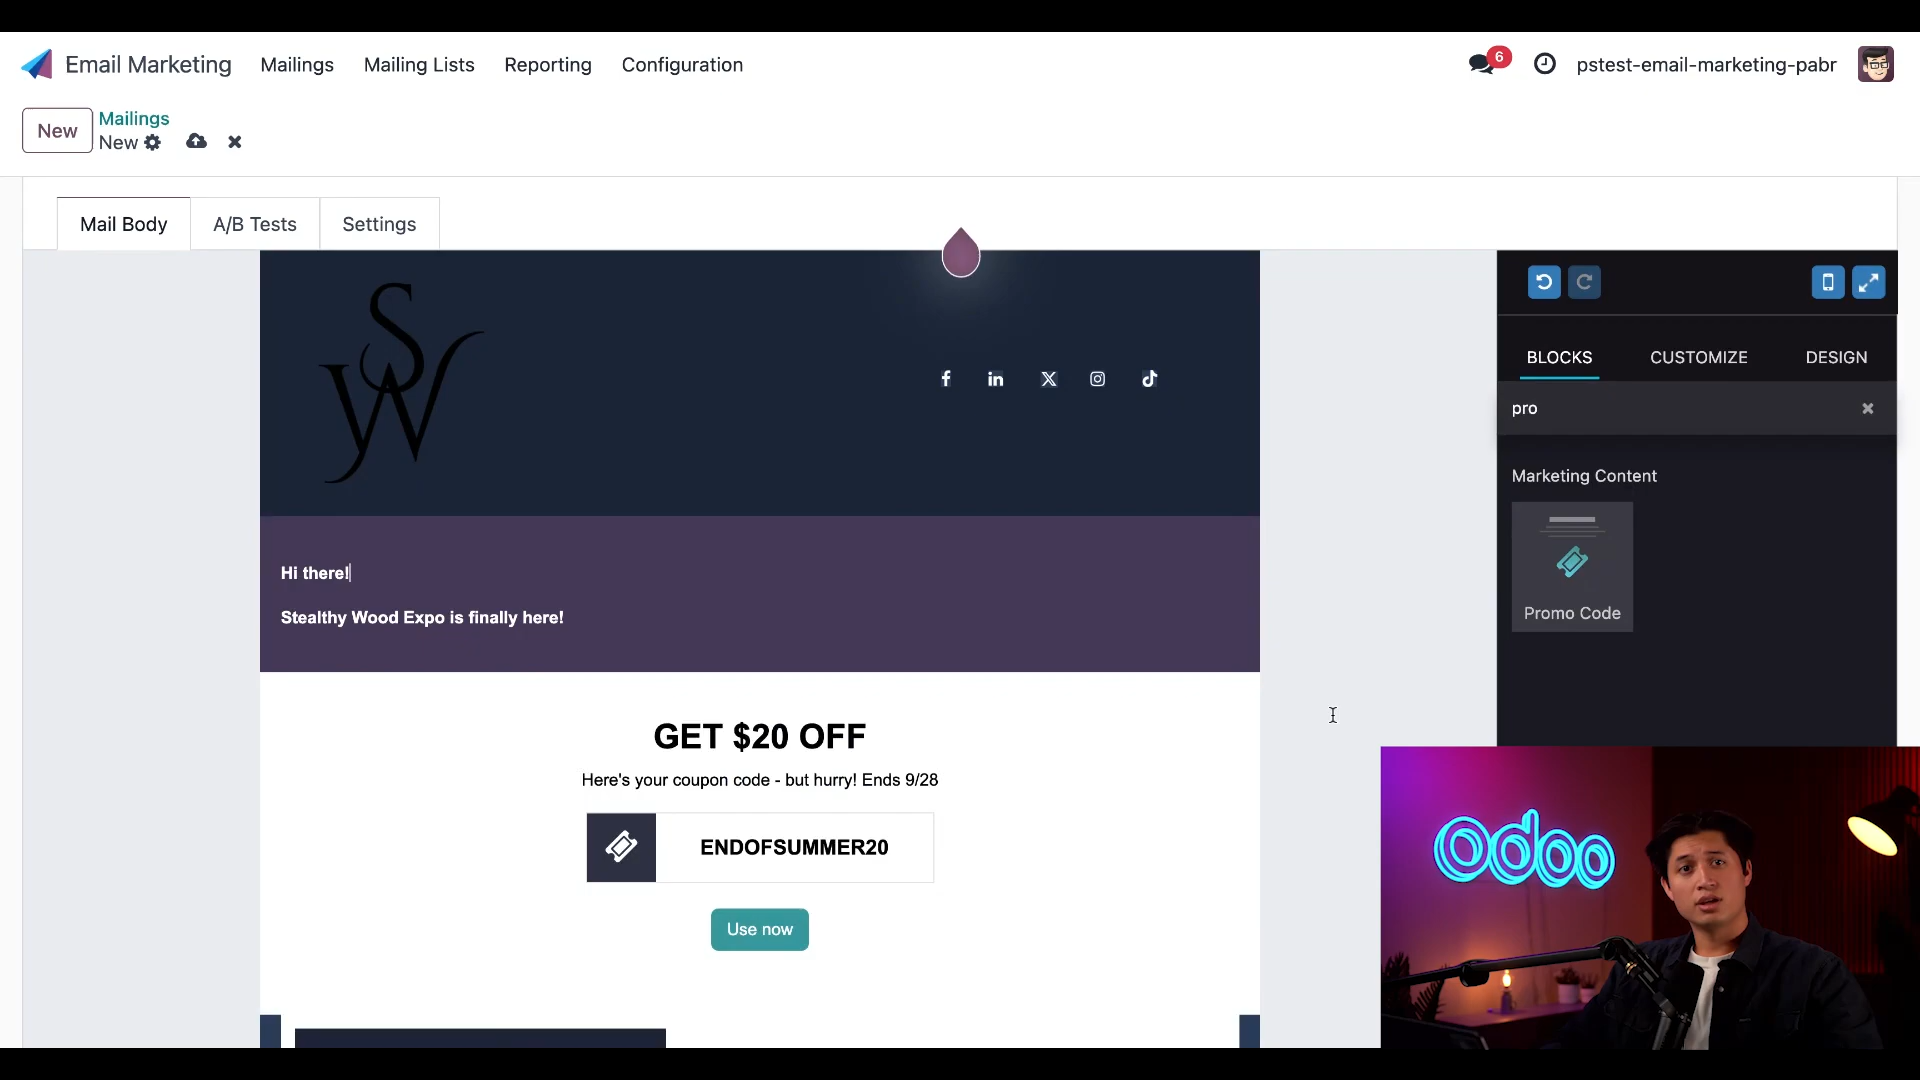 Email Marketing Mailings Mailing Lists Reporting Configuration 6 pstest-email-marketing-pabr
New Mailings
New
Mail Body A/B Tests Settings
SW
BLOCKS CUSTOMIZE DESIGN
pro
Marketing Content
Promo Code
Hi there!
Stealthy Wood Expo is finally here!
GET $20 OFF
Here's your coupon code - but hurry! Ends 9/28
ENDOFSUMMER20
Use now
odoo